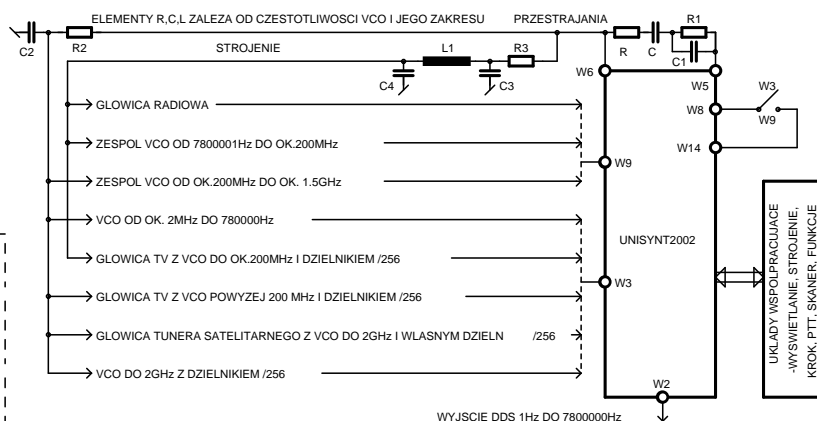 ELEMENTY R,C,L ZALEZA OD CZESTOTLIWOSCI VCO I JEGO ZAKRESU PRZESTRAJANIA
R1
C2
R2
STROJENIE
L1
R3
R
C
C1
C4
C3
W6
W5
GLOWICA RADIOWA
W8
W3
W9
ZESPOL VCO OD 7800001Hz DO OK.200MHz
W14
W9
ZESPOL VCO OD OK.200MHz DO OK. 1.5GHz
VCO OD OK. 2MHz DO 780000Hz
UNISYNT2002
GLOWICA TV Z VCO DO OK.200MHz I DZIELNIKIEM /256
W3
GLOWICA TV Z VCO POWYZEJ 200 MHz I DZIELNIKIEM /256
GLOWICA TUNERA SATELITARNEGO Z VCO DO 2GHz I WLASNYM DZIELN /256
VCO DO 2GHz Z DZIELNIKIEM /256
W2
WYJSCIE DDS 1Hz DO 7800000Hz
UKLADY WSPOLPRACUJACE
-WYSWIETLANIE, STROJENIE,
KROK, PTT, SKANER, FUNKCJE